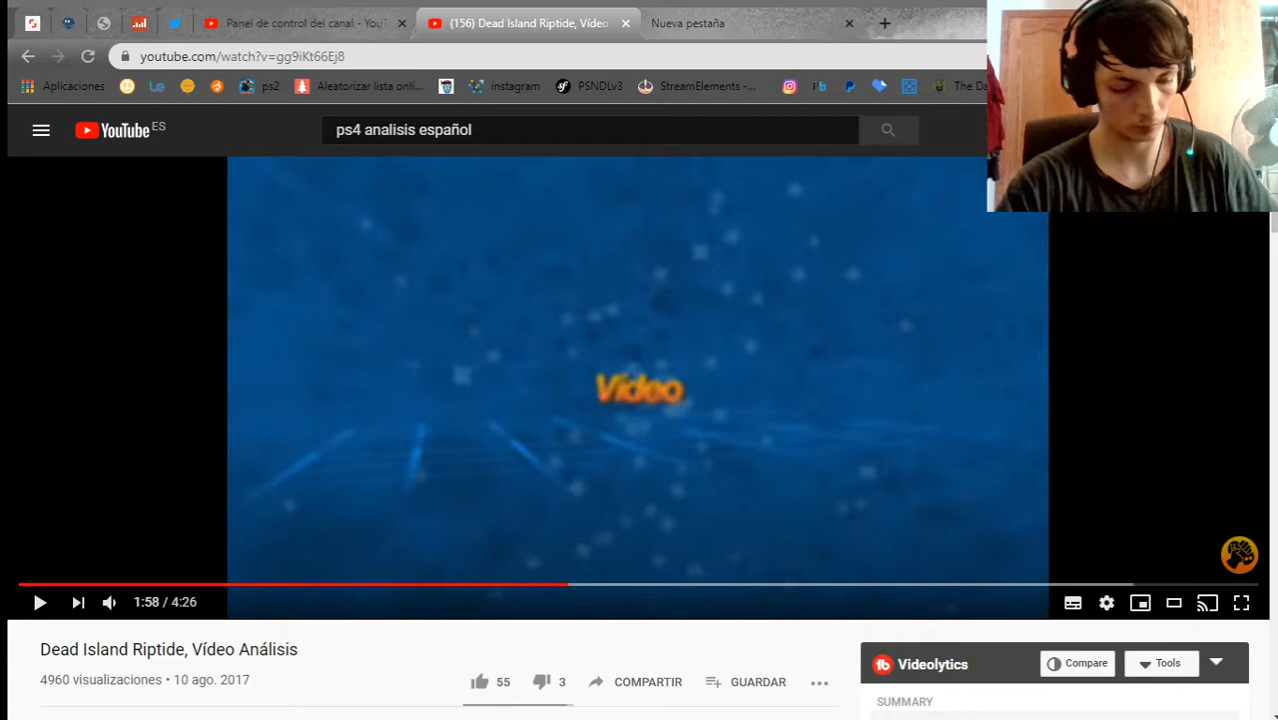 Panel de control del canal - YouT
(156) Dead Island Riptide, Vídeo
Nueva pestaña
youtube.com/watch?v=gg9iKt66Ej8
Aplicaciones
Le
ps2
Aleatorizar lista onli...
instagram
PSNDLv3
StreamElements -...
Fb
The Da
YouTube ES
ps4 analisis español
Vídeo
1:58 / 4:26
Dead Island Riptide, Vídeo Análisis
4960 visualizaciones • 10 ago. 2017
55
3
COMPARTIR
GUARDAR
Videolytics
Compare
Tools
SUMMARY